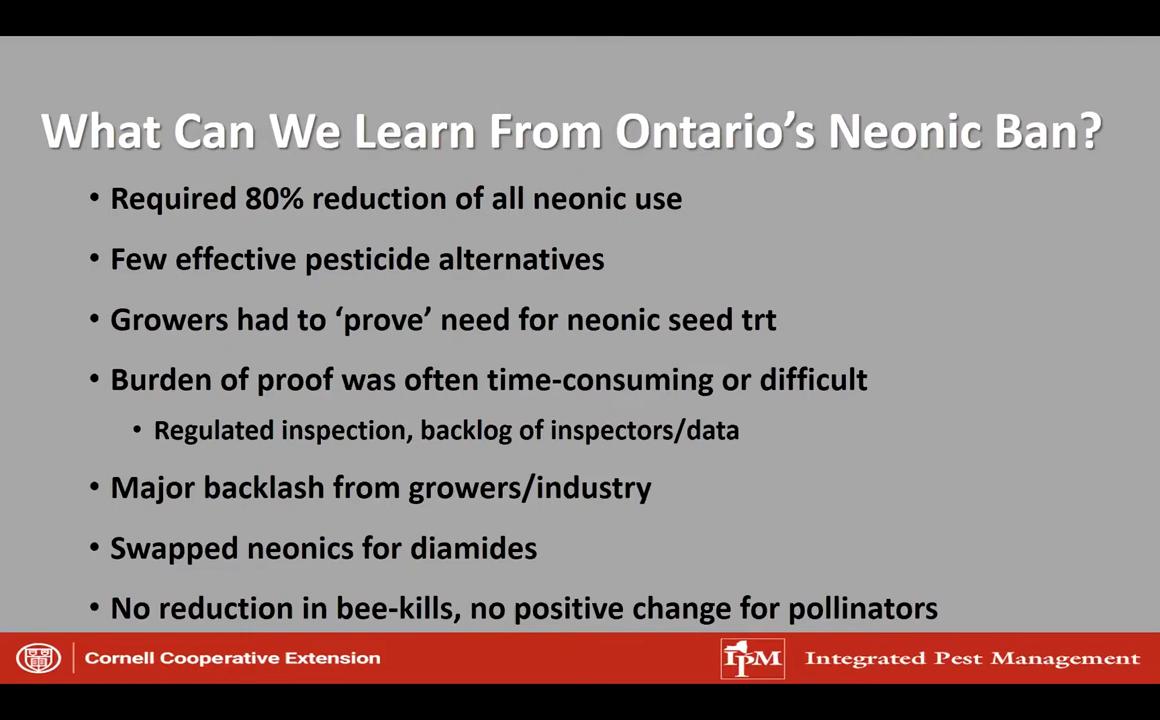 What Can We Learn From Ontario's Neonic Ban?
• Required 80% reduction of all neonic use
• Few effective pesticide alternatives
• Growers had to ‘prove’ need for neonic seed trt
• Burden of proof was often time-consuming or difficult
• Regulated inspection, backlog of inspectors/data
• Major backlash from growers/industry
• Swapped neonics for diamides
• No reduction in bee-kills, no positive change for pollinators
Cornell Cooperative Extension
IPM Integrated Pest Management